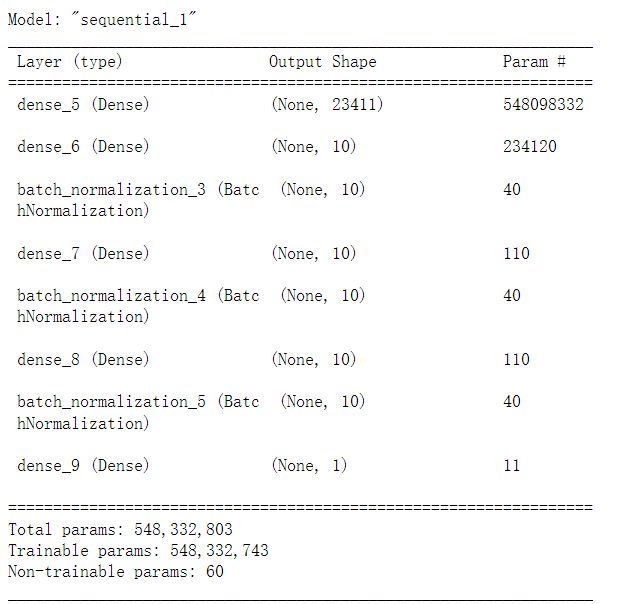 Model: "sequential_1"
_________________________________________________________________
Layer (type) Output Shape Param #
=================================================================
dense_5 (Dense) (None, 23411) 548098332
dense_6 (Dense) (None, 10) 234120
batch_normalization_3 (Batc (None, 10) 40
hNormalization)
dense_7 (Dense) (None, 10) 110
batch_normalization_4 (Batc (None, 10) 40
hNormalization)
dense_8 (Dense) (None, 10) 110
batch_normalization_5 (Batc (None, 10) 40
hNormalization)
dense_9 (Dense) (None, 1) 11
=================================================================
Total params: 548,332,803
Trainable params: 548,332,743
Non-trainable params: 60
_________________________________________________________________